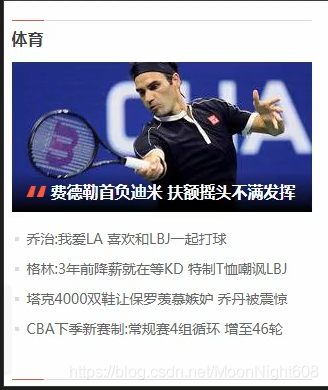 体育
费德勒首负迪米 扶额摇头不满发挥
乔治:我爱LA 喜欢和LBJ一起打球
格林:3年前降薪就在等KD 特制T恤嘲讽LBJ
塔克4000双鞋让保罗羡慕嫉妒 乔丹被震惊
CBA下季新赛制:常规赛4组循环 增至46轮
https://blog.csdn.net/MoonNight608